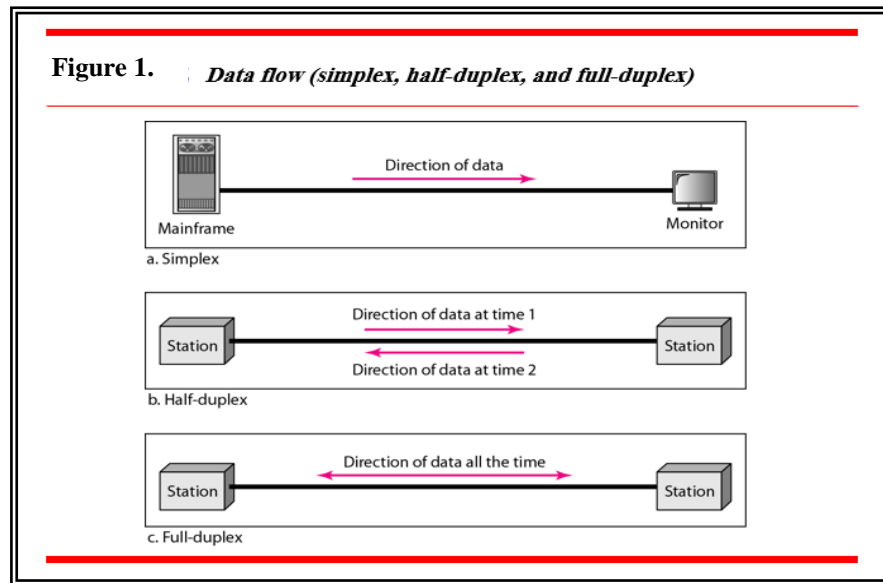 Figure 1. Data flow (simplex, half-duplex, and full-duplex)
Direction of data
Mainframe
Monitor
a. Simplex
Direction of data at time 1
Station
Station
Direction of data at time 2
b. Half-duplex
Direction of data all the time
Station
Station
c. Full-duplex